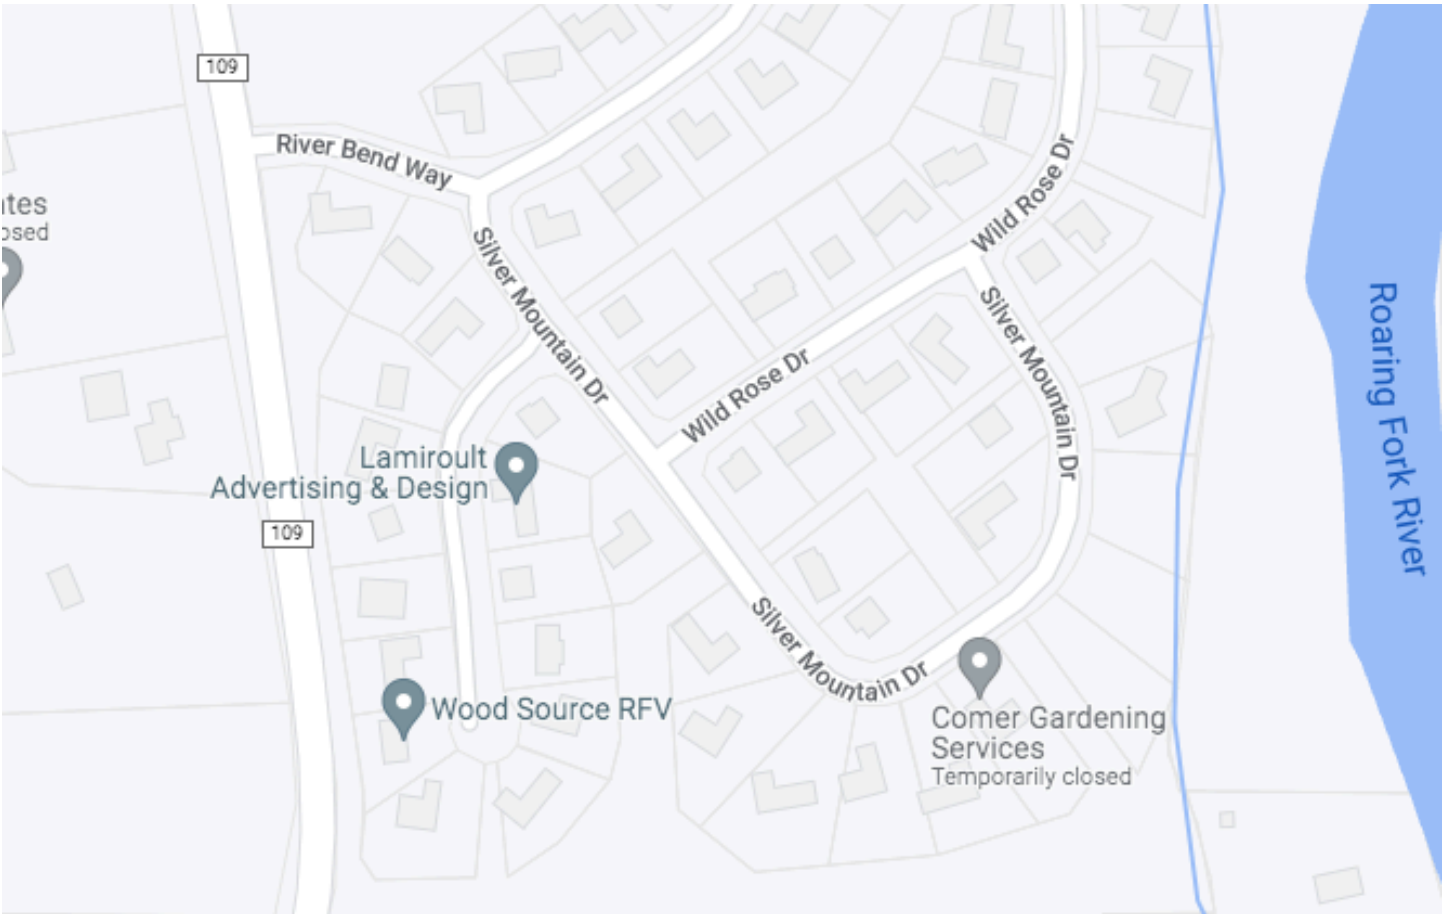 109
River Bend Way
Wild Rose Dr
osed
Silver Mountain Dr
Silver Mountain Dr
Roaring Fork River
Wild Rose Dr
Lamiroult
Advertising & Design
109
Silver Mountain Dr
Wood Source RFV
Comer Gardening
Services
Temporarily closed